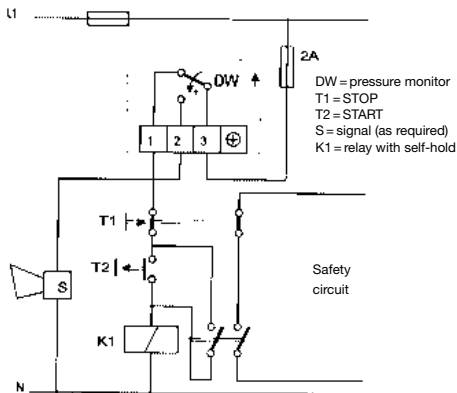 L1
2A
DW
DW = pressure monitor
T1 = STOP
T2 = START
S = signal (as required)
K1 = relay with self-hold
1 2 3
T1
T2
Safety
circuit
S
K1
N